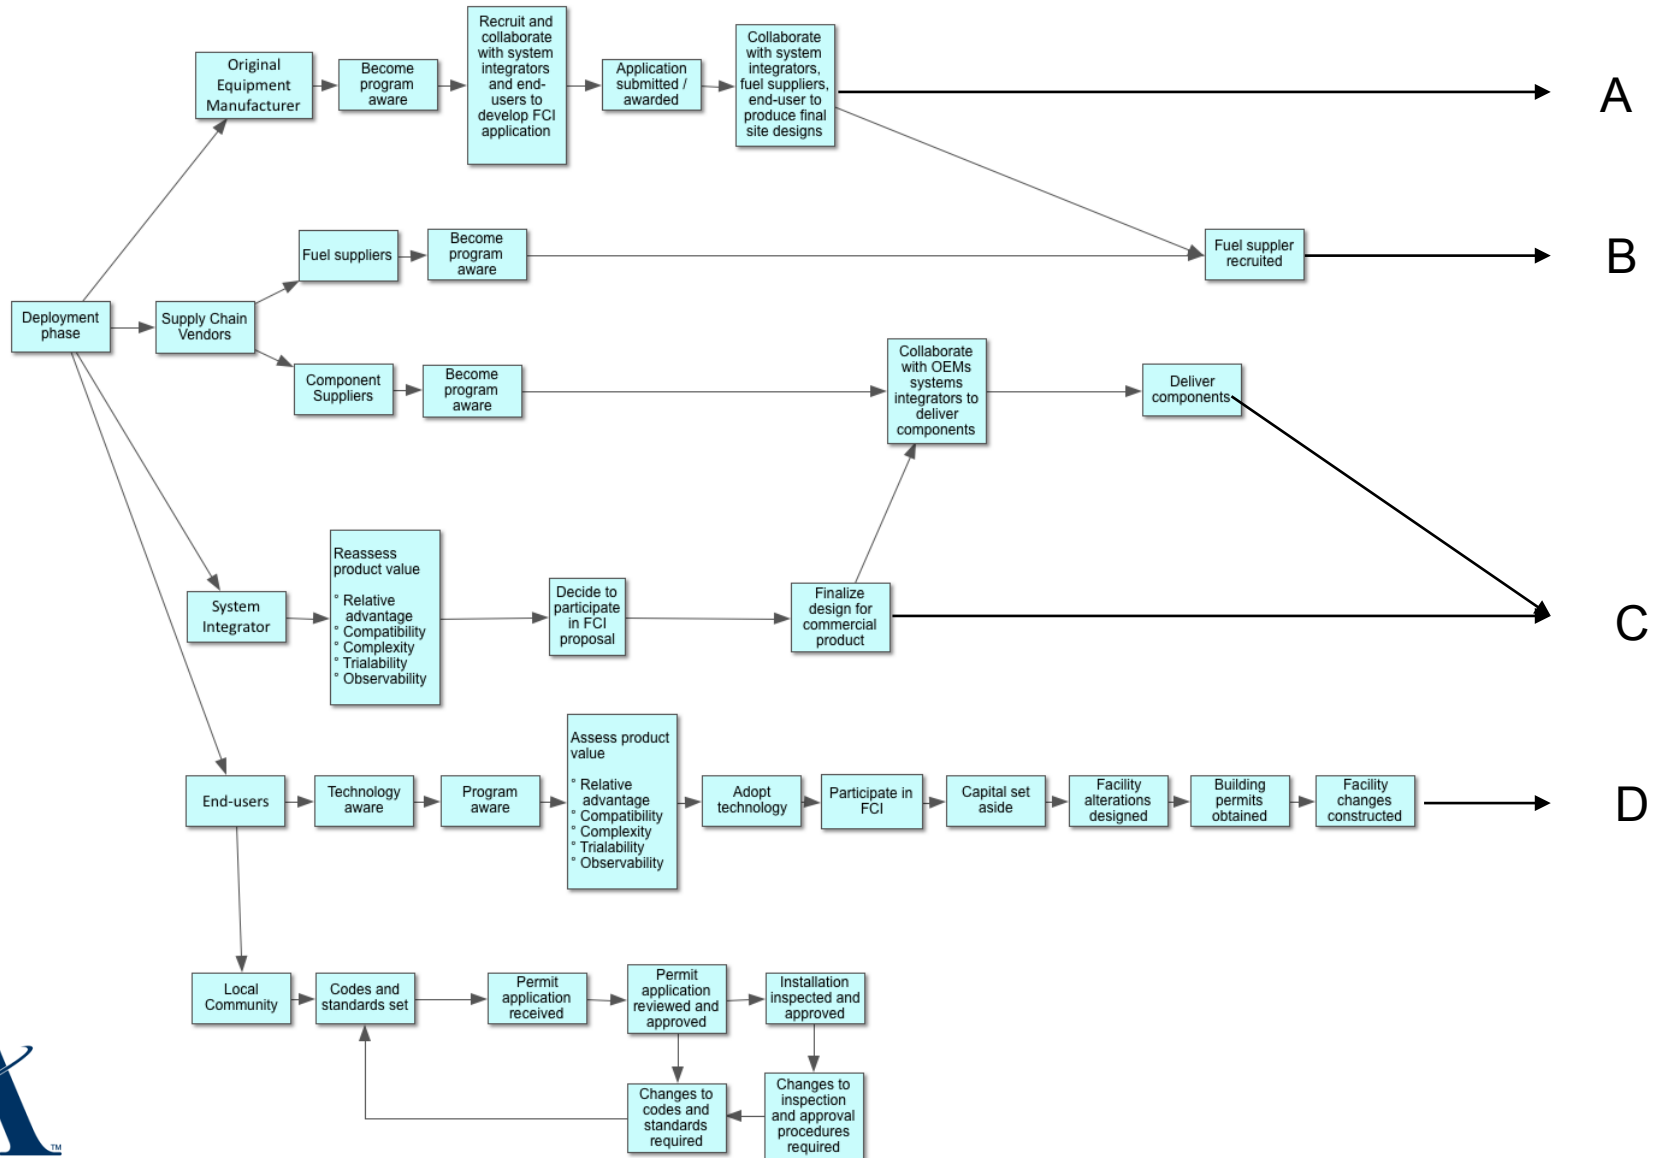 Original
Equipment
Manufacturer
Become
program
aware
Recruit and
collaborate
with system
integrators
and end-
users to
develop FCI
application
Application
submitted /
awarded
Collaborate
with system
integrators,
fuel suppliers,
end-user to
produce final
site designs
A
Fuel suppliers
Become
program
aware
Fuel suppler
recruited
B
Deployment
phase
Supply Chain
Vendors
Component
Suppliers
Become
program
aware
Collaborate
with OEMs
systems
integrators to
deliver
components
Deliver
components
System
Integrator
Reassess
product value
° Relative
advantage
° Compatibility
° Complexity
° Trialability
° Observability
Decide to
participate
in FCI
proposal
Finalize
design for
commercial
product
C
End-users
Technology
aware
Program
aware
Assess product
value
° Relative
advantage
° Compatibility
° Complexity
° Trialability
° Observability
Adopt
technology
Participate in
FCI
Capital set
aside
Facility
alterations
designed
Building
permits
obtained
Facility
changes
constructed
D
Local
Community
Codes and
standards set
Permit
application
received
Permit
application
reviewed and
approved
Installation
inspected and
approved
Changes to
codes and
standards
required
Changes to
inspection
and approval
procedures
required
TM